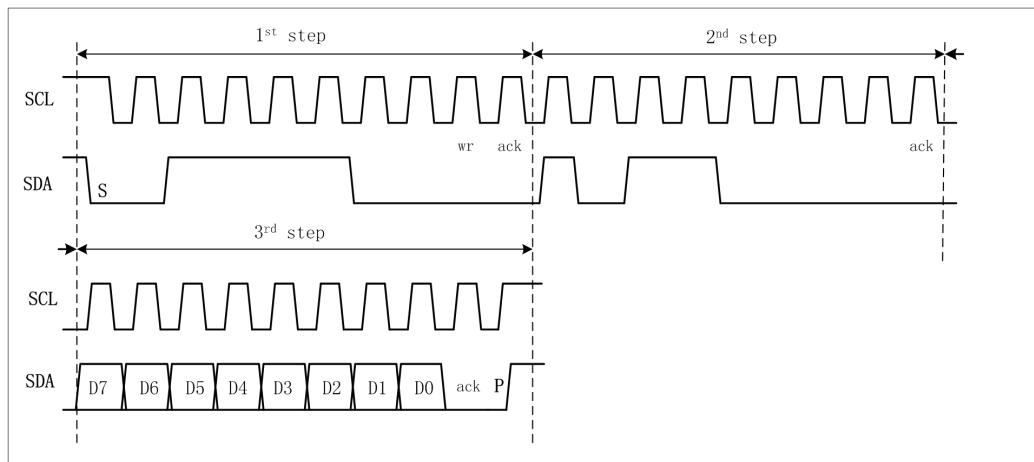 1st step 2nd step
SCL
wr ack ack
SDA S
3rd step
SCL
SDA D7 D6 D5 D4 D3 D2 D1 D0 ack P